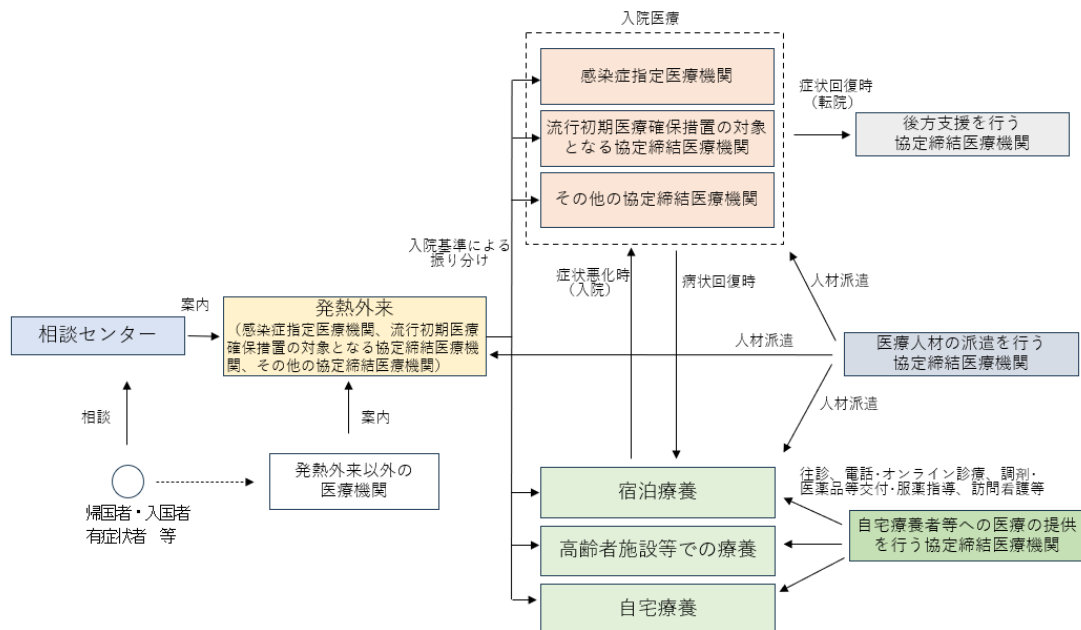 入院医療
感染症指定医療機関
流行初期医療確保措置の対象
となる協定締結医療機関
その他の協定締結医療機関
症状回復時
（転院）
後方支援を行う
協定締結医療機関
入院基準による
振り分け
症状悪化時
（入院）
病状回復時
人材派遣
案内
相談センター
発熱外来
（感染症指定医療機関、流行初期医療
確保措置の対象となる協定締結医療機
関、その他の協定締結医療機関）
人材派遣
医療人材の派遣を行う
協定締結医療機関
人材派遣
相談
案内
発熱外来以外の
医療機関
帰国者・入国者
有症状者　等
宿泊療養
高齢者施設等での療養
自宅療養
往診、電話・オンライン診療、調剤・
医薬品等交付・服薬指導、訪問看護等
自宅療養者等への医療の提供
を行う協定締結医療機関